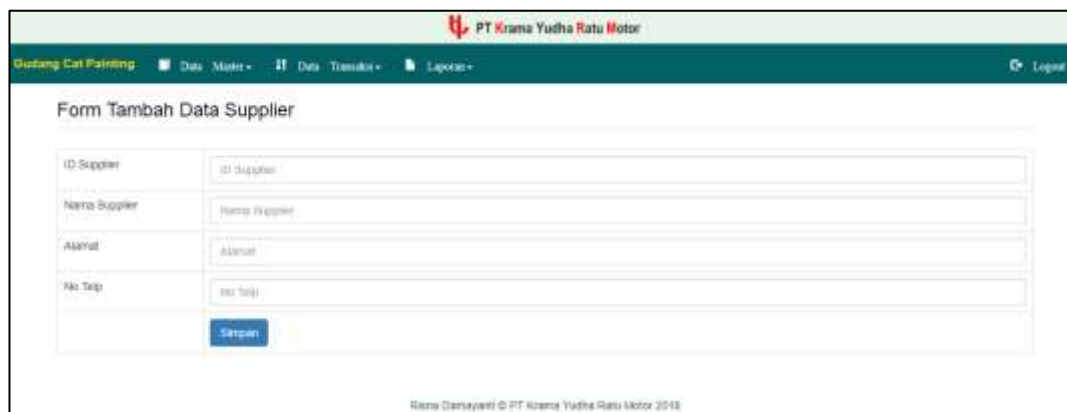 PT Krama Yudha Ratu Motor
Gudang Cat Painting Data Master Data Transaksi Laporan Logout
Form Tambah Data Supplier
ID Supplier ID Supplier
Nama Supplier Nama Supplier
Alamat Alamat
No Telp No Telp
Simpan
Risna Damayanti © PT Krama Yudha Ratu Motor 2018